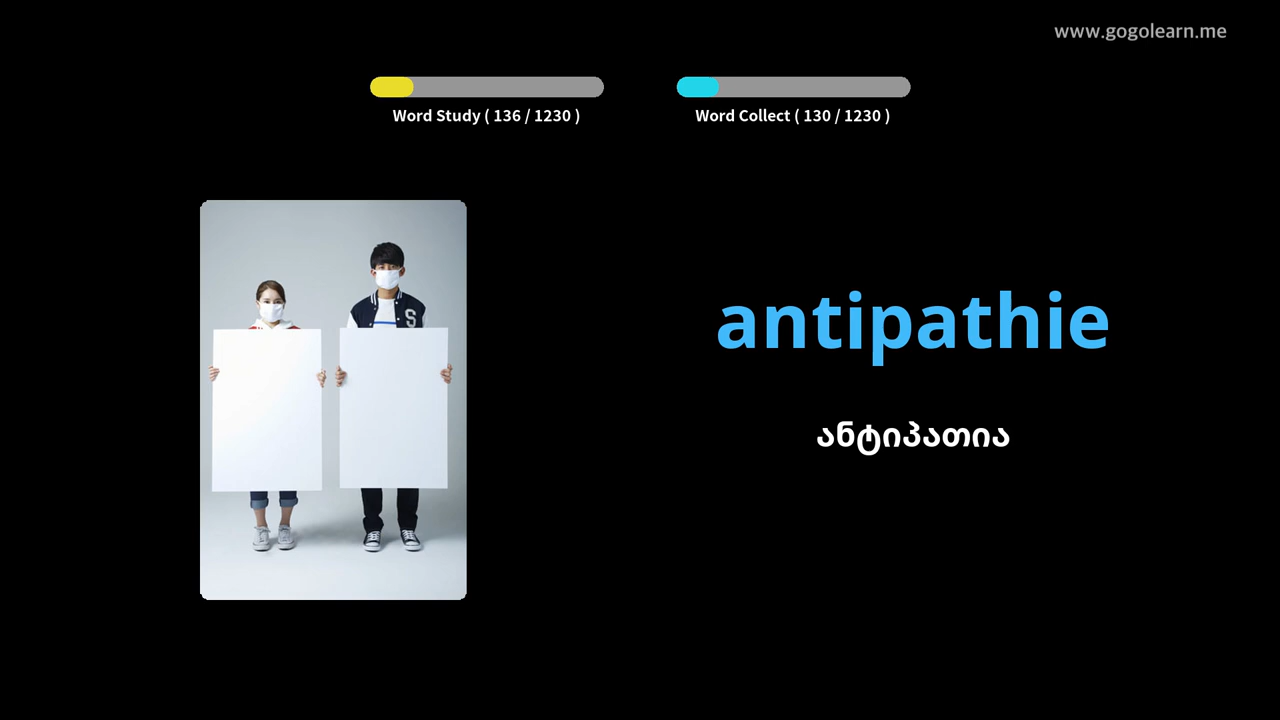 www.gogolearn.me
Word Study ( 136 / 1230 )
Word Collect ( 130 / 1230 )
S
antipathie
ანტიპათია